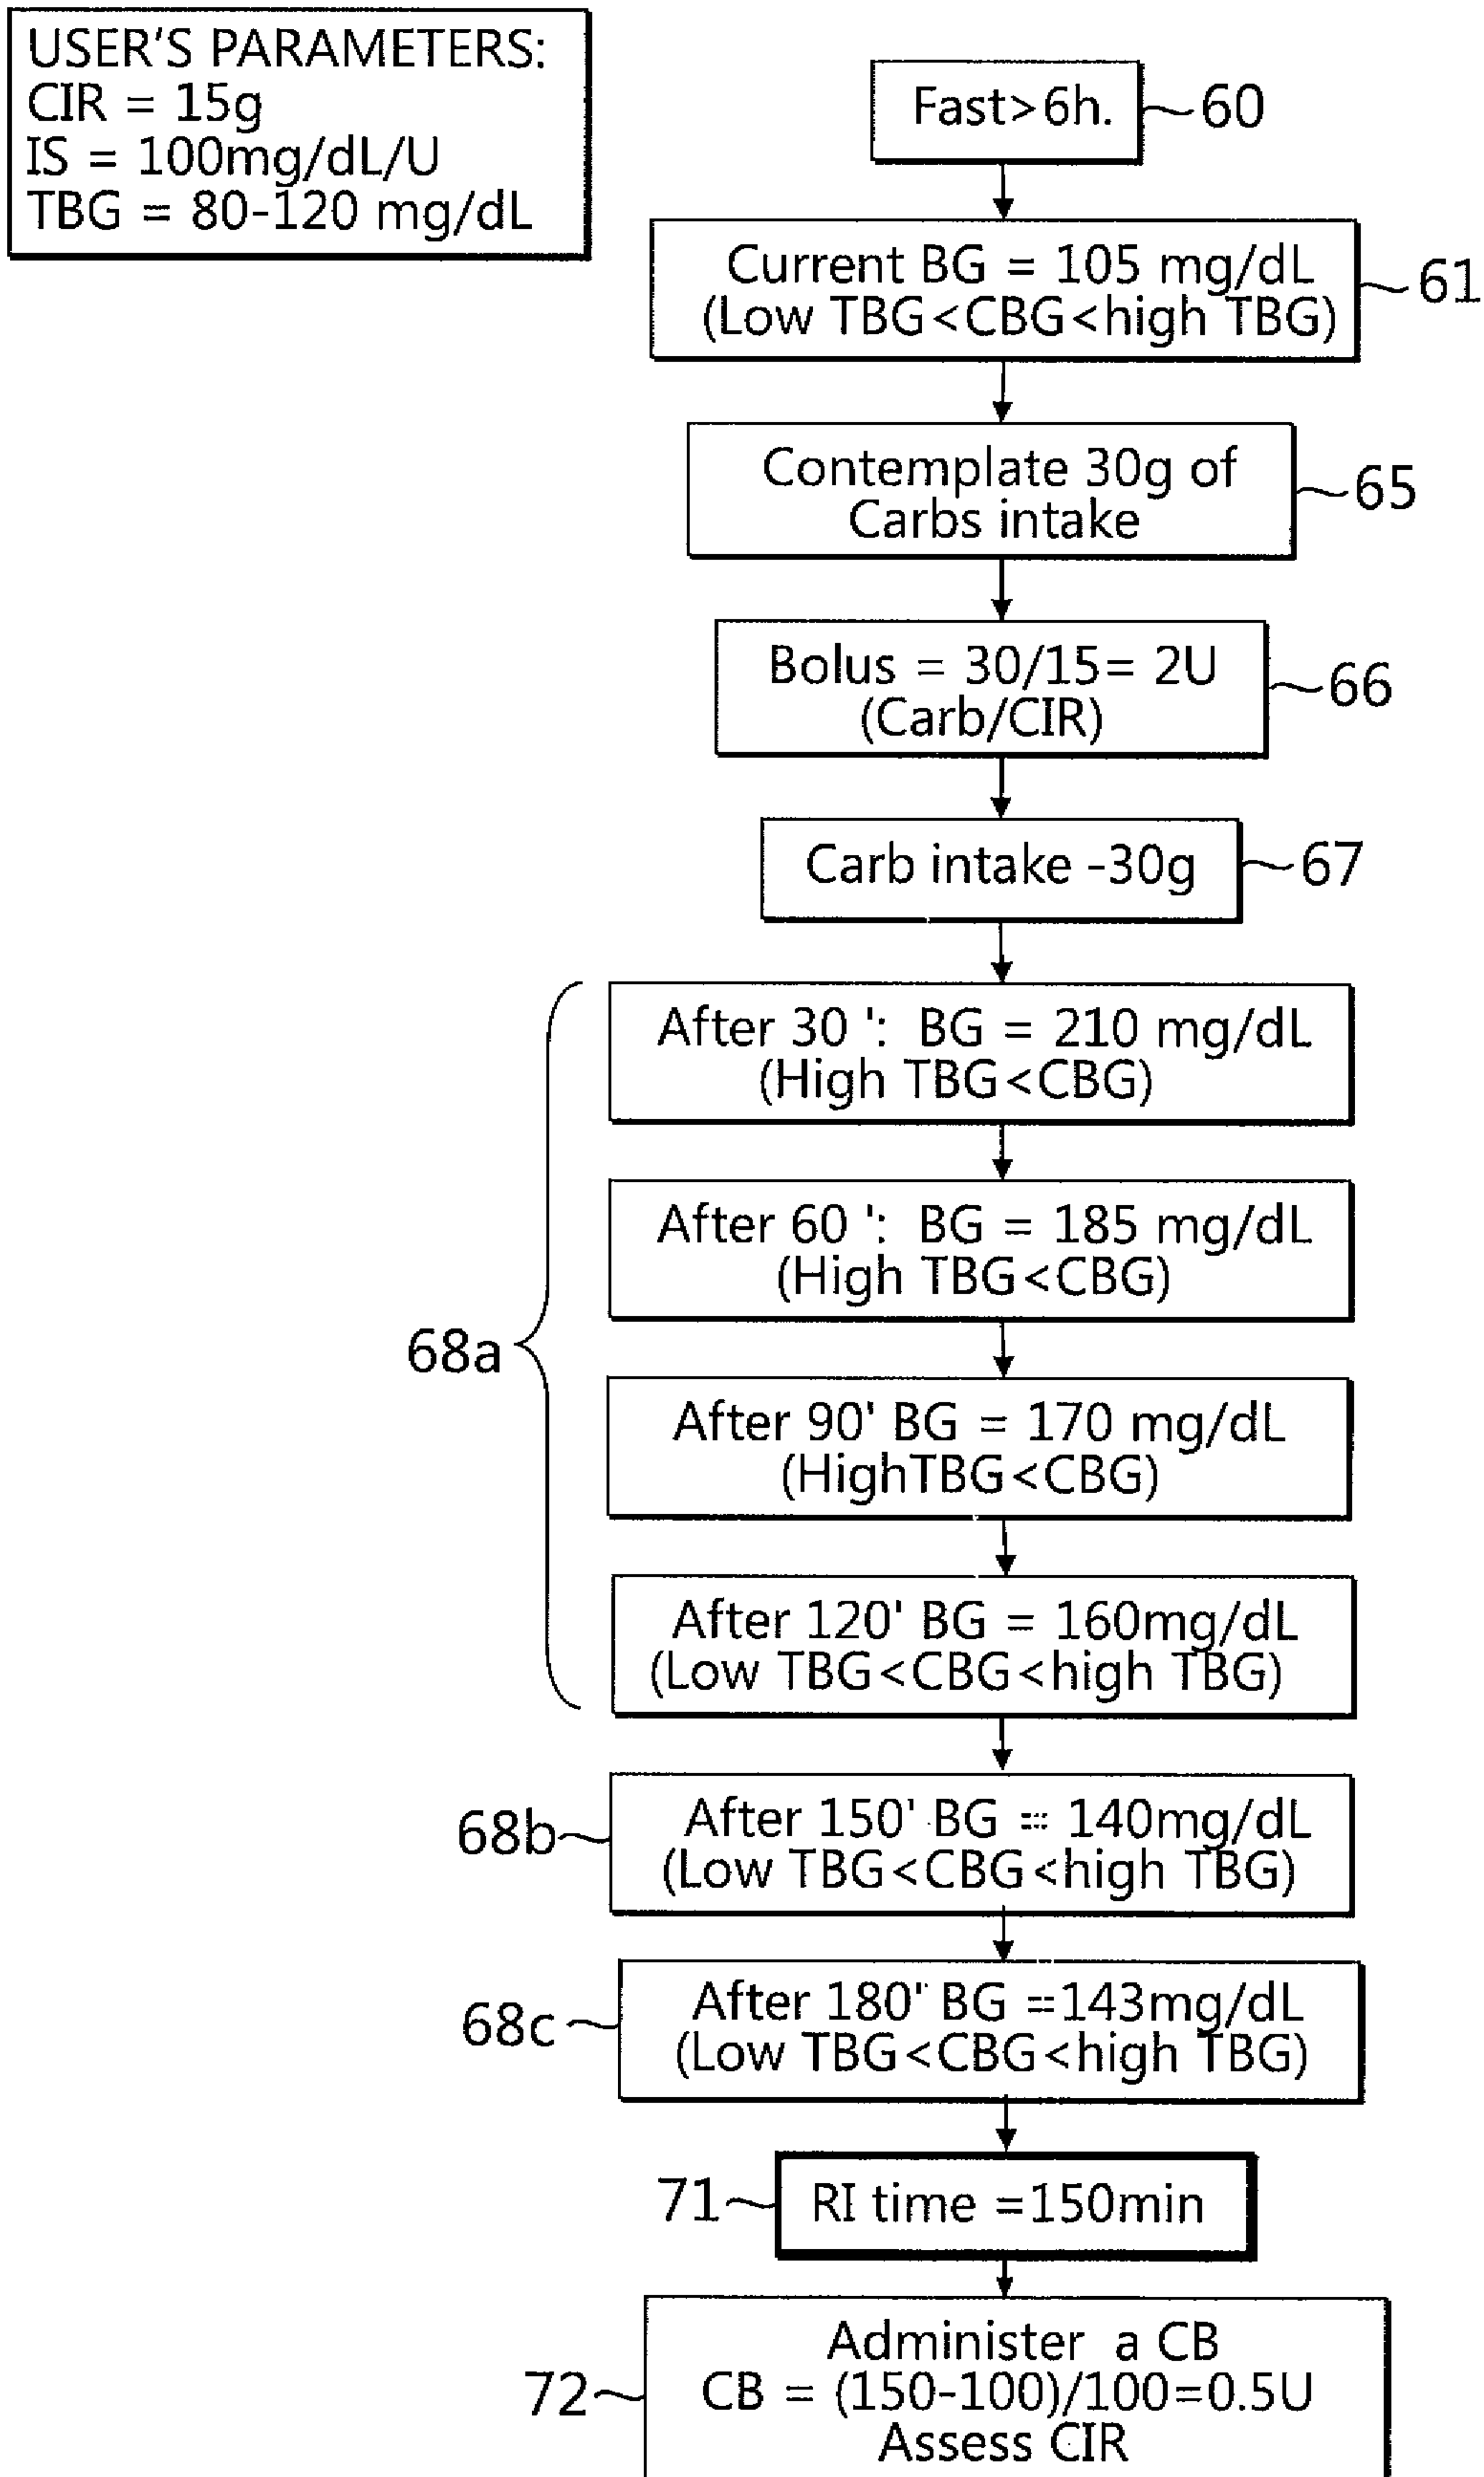 USER'S PARAMETERS:
CIR = 15g
IS = 100mg/dL/U
TBG = 80-120 mg/dL
Fast>6h.
60
Current BG = 105 mg/dL
(Low TBG<CBG<high TBG)
61
Contemplate 30g of
Carbs intake
65
Bolus = 30/15= 2U
(Carb/CIR)
66
Carb intake -30g
67
68a
After 30 ': BG = 210 mg/dL
(High TBG<CBG)
After 60 ': BG = 185 mg/dL
(High TBG<CBG)
After 90' BG = 170 mg/dL
(HighTBG<CBG)
After 120' BG = 160mg/dL
(Low TBG<CBG<high TBG)
68b
After 150' BG = 140mg/dL
(Low TBG<CBG<high TBG)
68c
After 180' BG =143mg/dL
(Low TBG<CBG<high TBG)
71
RI time =150min
72
Administer a CB
CB = (150-100)/100=0.5U
Assess CIR